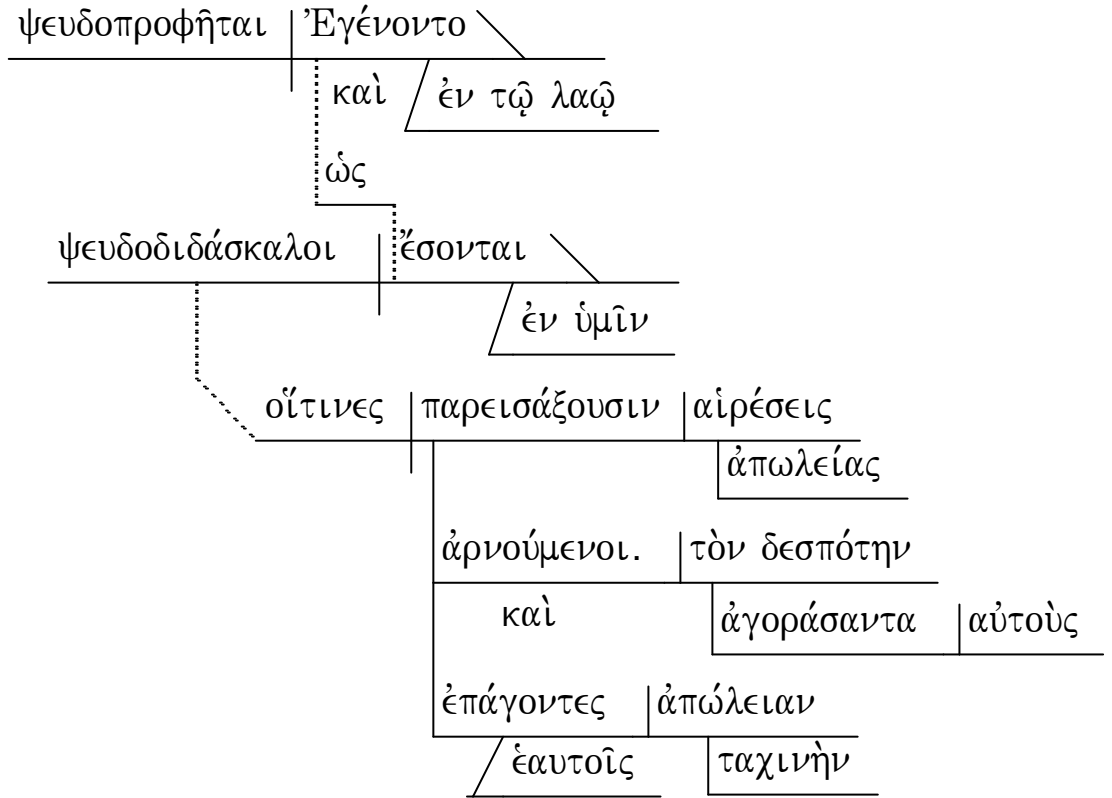 ψευδοπροφῆται Ἐγένοντο
καὶ ἐν τῷ λαῷ
ὡς
ψευδοδιδάσκαλοι ἔσονται
ἐν ὑμῖν
οἵτινες παρεισάξουσιν αἱρέσεις
ἀπωλείας
ἀρνούμενοι. τὸν δεσπότην
καὶ ἀγοράσαντα αὐτοὺς
ἐπάγοντες ἀπώλειαν
ἑαυτοῖς ταχινὴν